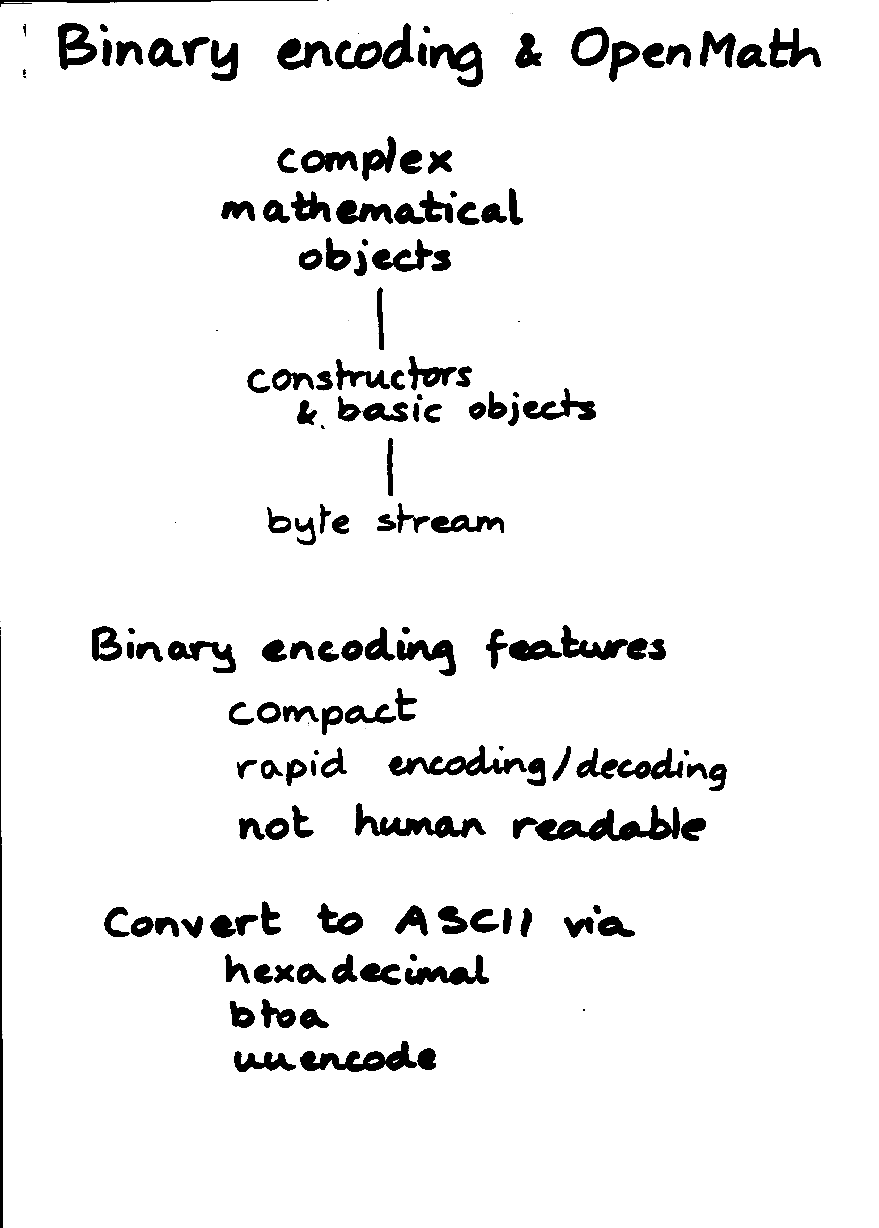 Binary encoding & OpenMath
complex
mathematical
objects
constructors
& basic objects
byte stream
Binary encoding features
compact
rapid encoding/decoding
not human readable
Convert to ASCII via
hexadecimal
btoa
uuencode